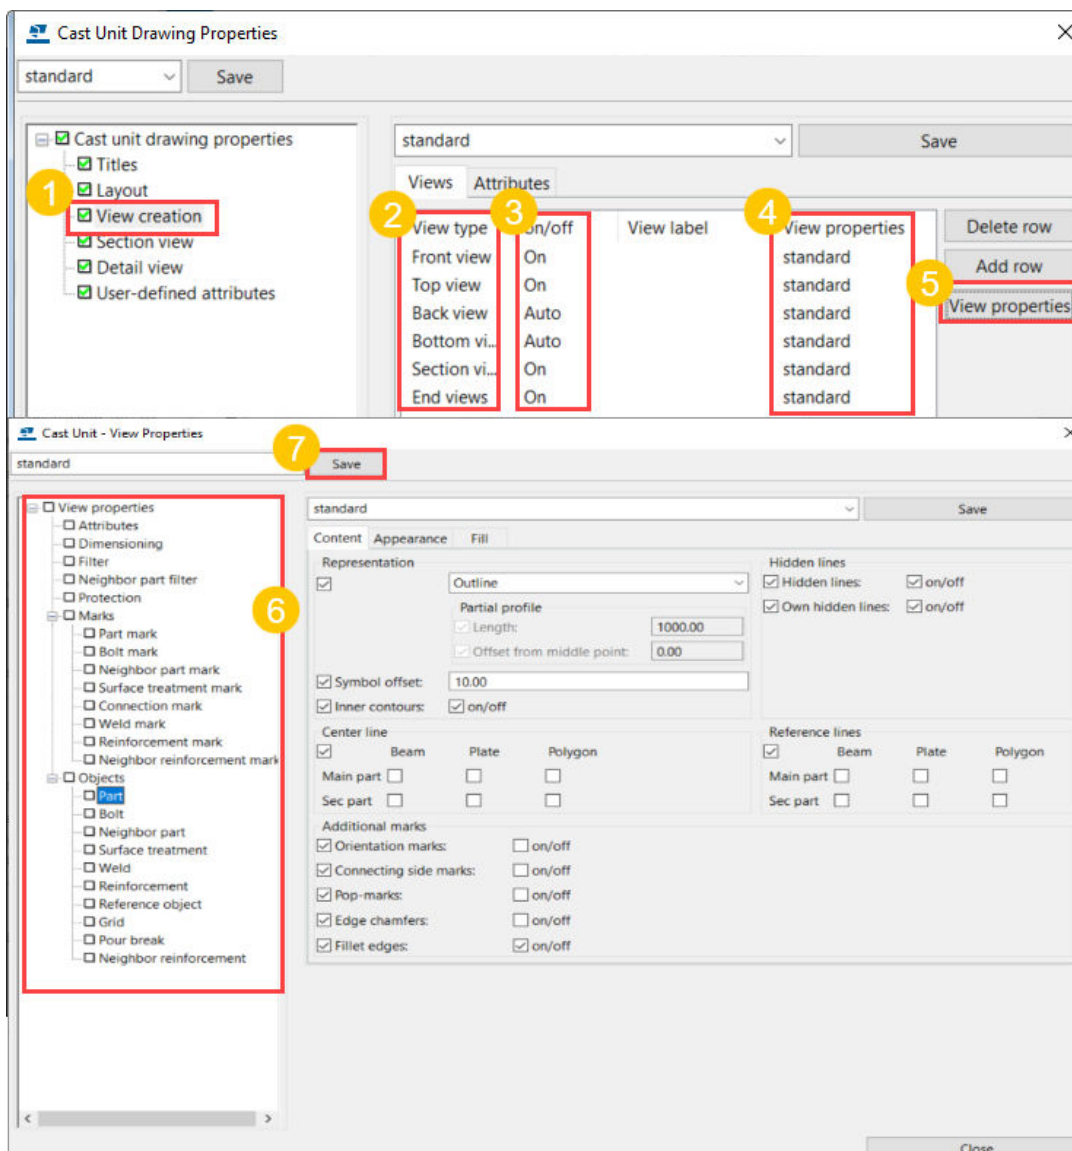 Cast Unit Drawing Properties
standard Save
Cast unit drawing properties
Titles
1 Layout
View creation
Section view
Detail view
User-defined attributes
standard Save
Views Attributes
2 3 4
View type on/off View label View properties
Front view On standard
Top view On standard
Back view Auto standard
Bottom vi... Auto standard
Section vi... On standard
End views On standard
Delete row
Add row
5
View properties
Cast Unit - View Properties
7
standard Save
View properties
Attributes
Dimensioning
Filter
Neighbor part filter
Protection
6
Marks
Part mark
Bolt mark
Neighbor part mark
Surface treatment mark
Connection mark
Weld mark
Reinforcement mark
Neighbor reinforcement mark
Objects
Part
Bolt
Neighbor part
Surface treatment
Weld
Reinforcement
Reference object
Grid
Pour break
Neighbor reinforcement
standard Save
Content Appearance Fill
Representation
Outline
Partial profile
Length: 1000.00
Offset from middle point: 0.00
Symbol offset: 10.00
Inner contours: on/off
Hidden lines
Hidden lines: on/off
Own hidden lines: on/off
Center line
Beam Plate Polygon
Main part
Sec part
Reference lines
Beam Plate Polygon
Main part
Sec part
Additional marks
Orientation marks: on/off
Connecting side marks: on/off
Pop-marks: on/off
Edge chamfers: on/off
Fillet edges: on/off
Close